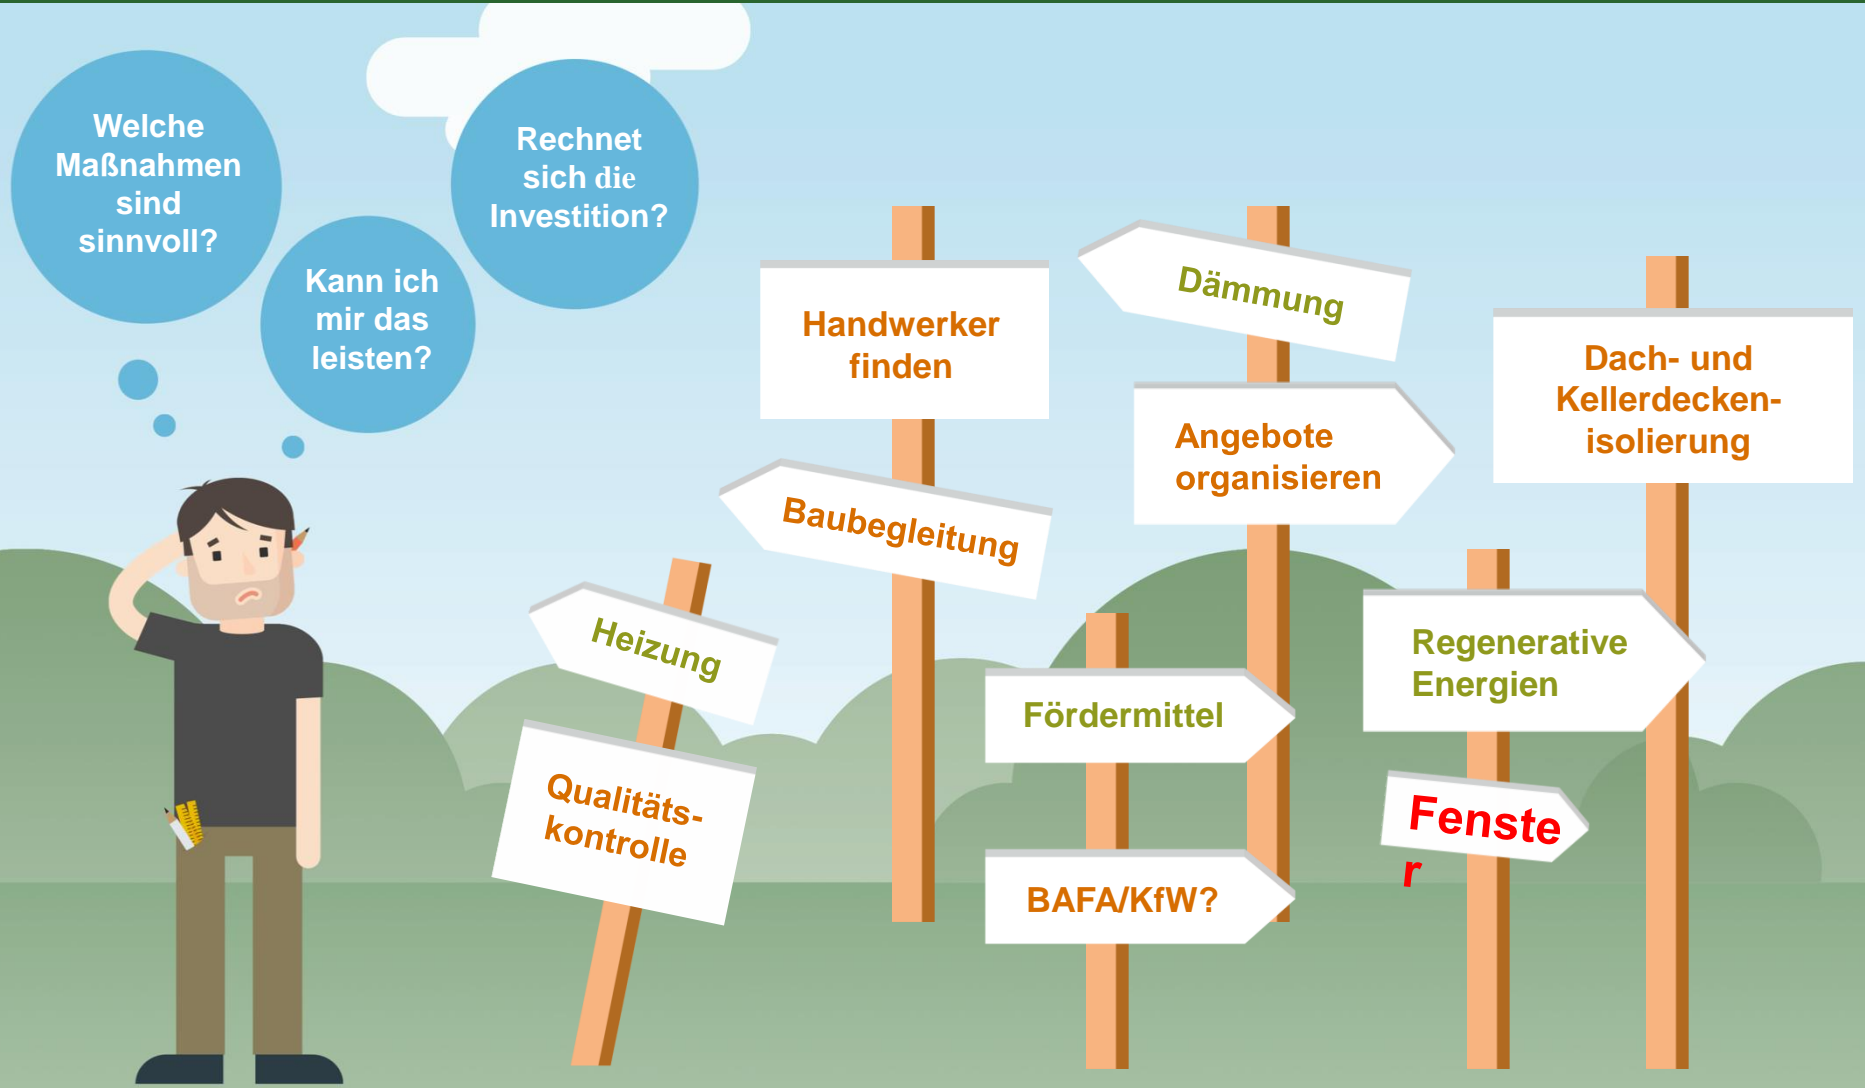 Welche
Maßnahmen
sind
sinnvoll?
Kann ich
mir das
leisten?
Rechnet
sich die
Investition?
Handwerker
finden
Baubegleitung
Heizung
Qualitäts-
kontrolle
Dämmung
Angebote
organisieren
Fördermittel
BAFA/KfW?
Dach- und
Kellerdecken-
isolierung
Regenerative
Energien
Fenste
r